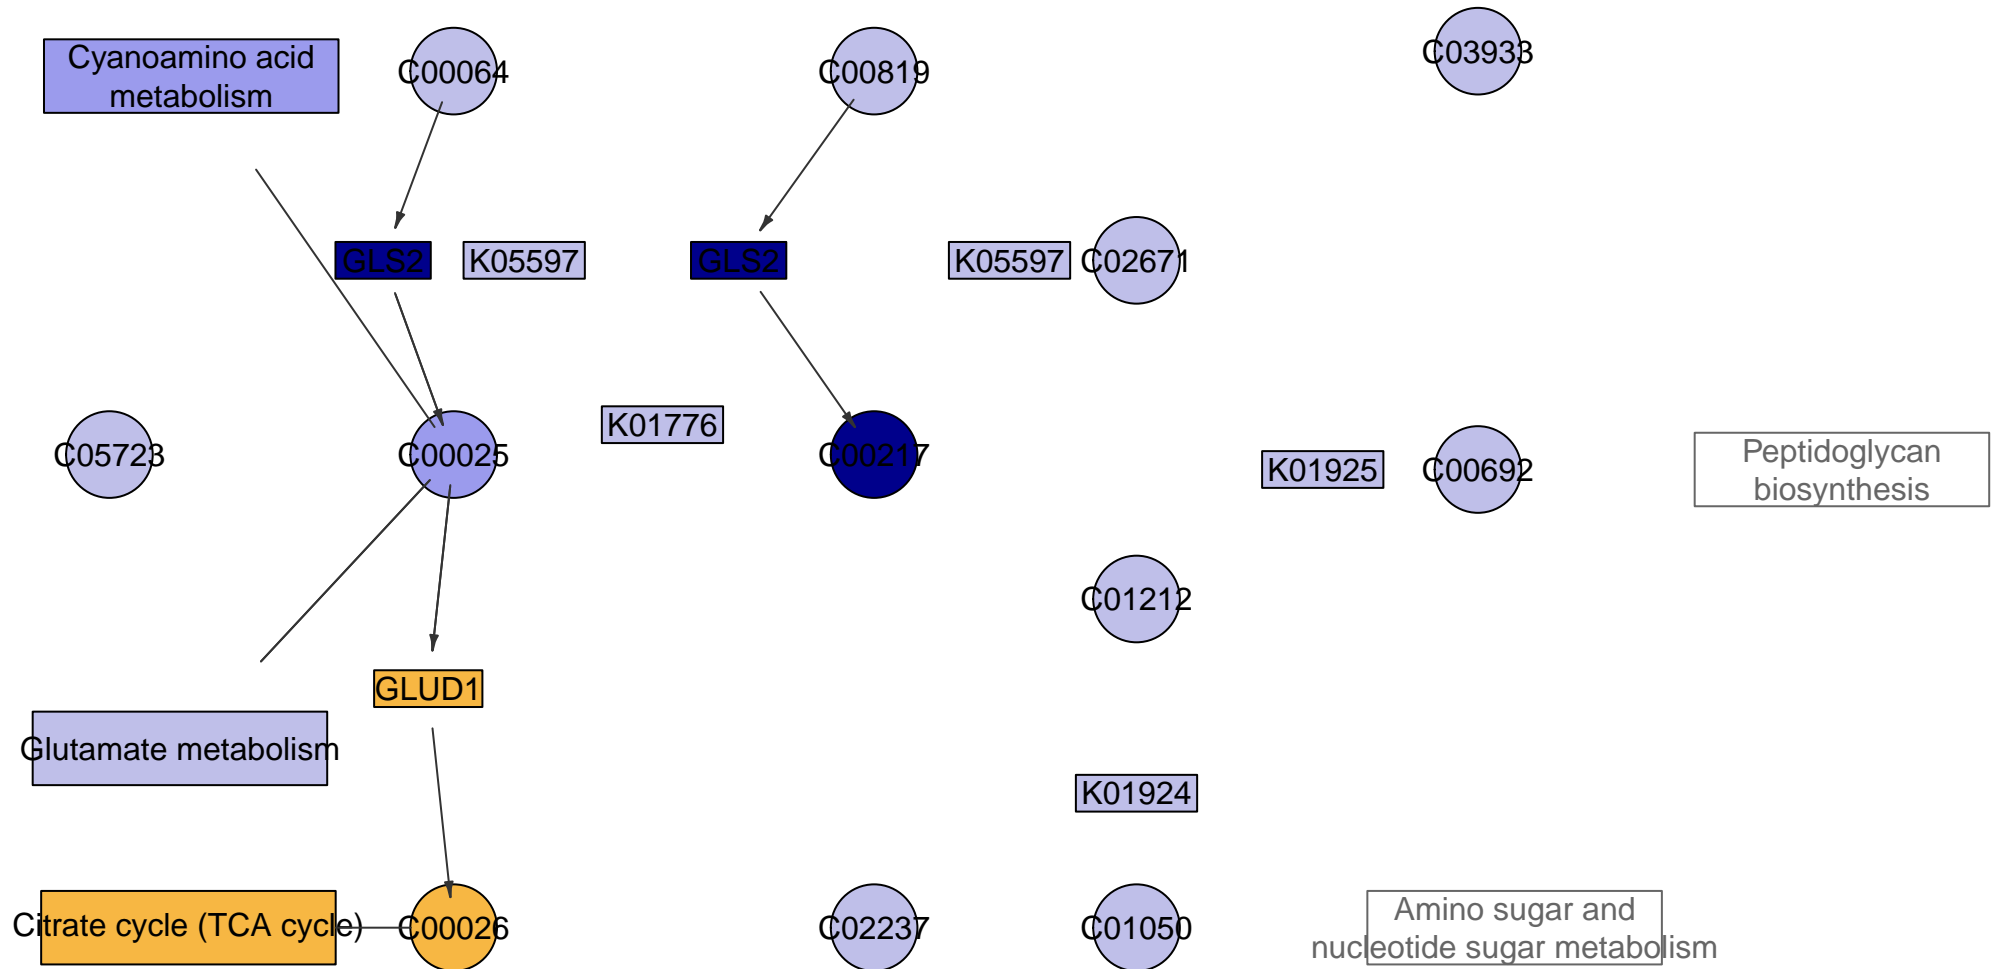 Cyanoamino acid
metabolism
C00064
C00819
C03933
GLS2
K05597
GLS2
K05597
C02671
C05723
C00025
K01776
C00217
K01925
C00692
Peptidoglycan
biosynthesis
C01212
GLUD1
Glutamate metabolism
K01924
Citrate cycle (TCA cycle)
C00026
C02237
C01050
Amino sugar and
nucleotide sugar metabolism